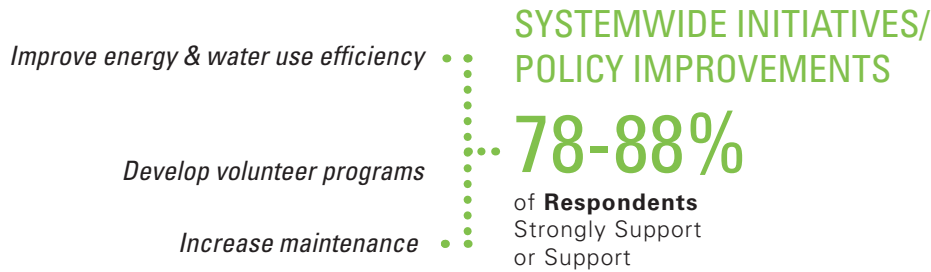 Improve energy & water use efficiency
Develop volunteer programs
Increase maintenance
SYSTEMWIDE INITIATIVES/
POLICY IMPROVEMENTS
78-88%
of Respondents
Strongly Support
or Support